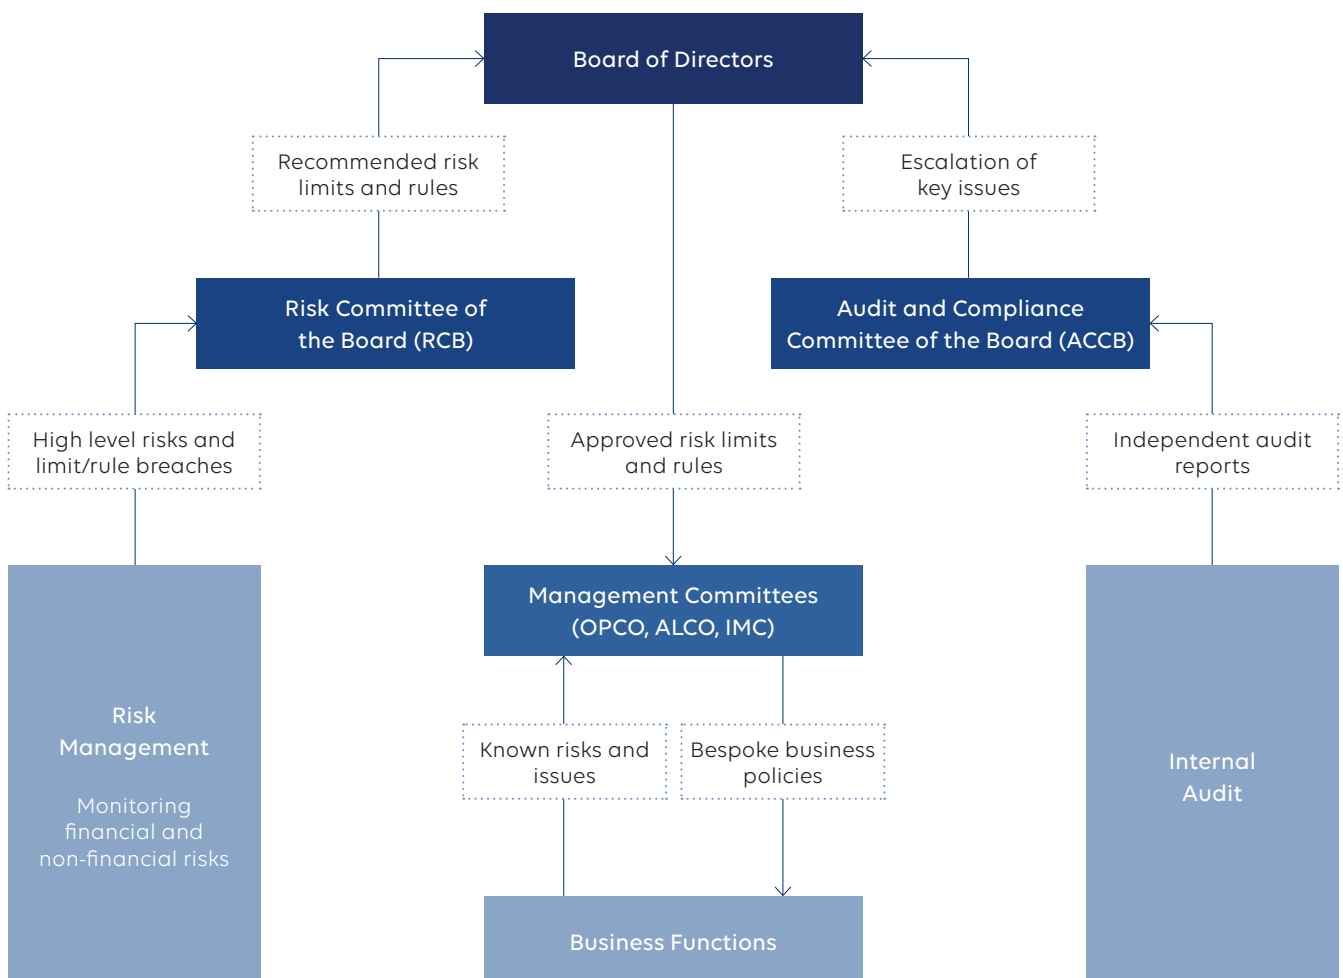 Board of Directors
Recommended risk
limits and rules
Escalation of
key issues
Risk Committee of
the Board (RCB)
Audit and Compliance
Committee of the Board (ACCB)
High level risks and
limit/rule breaches
Approved risk limits
and rules
Independent audit
reports
Management Committees
(OPCO, ALCO, IMC)
Risk
Management
Monitoring
financial and
non-financial risks
Known risks and
issues
Bespoke business
policies
Internal
Audit
Business Functions